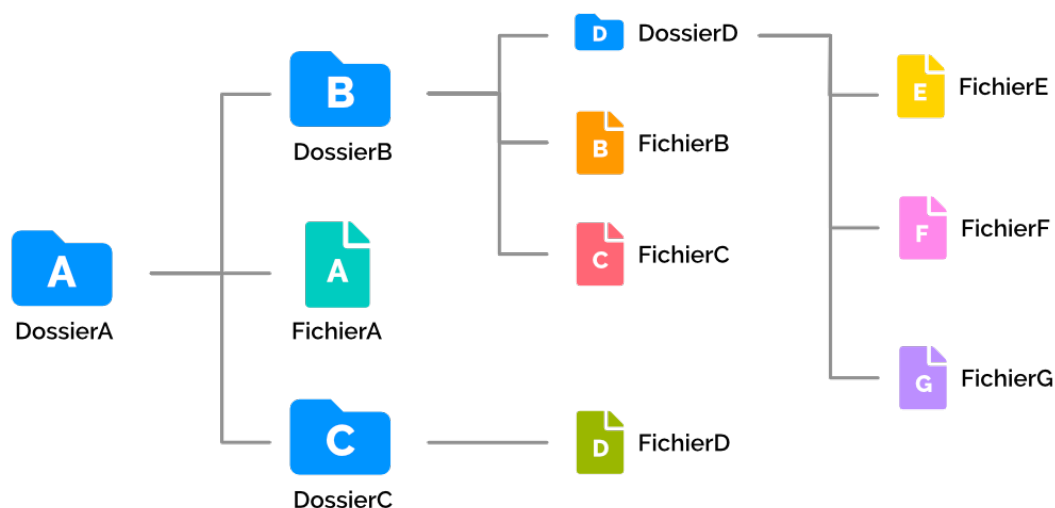 A
DossierA
B
DossierB
A
FichierA
C
DossierC
D
DossierD
B
FichierB
C
FichierC
D
FichierD
E
FichierE
F
FichierF
G
FichierG